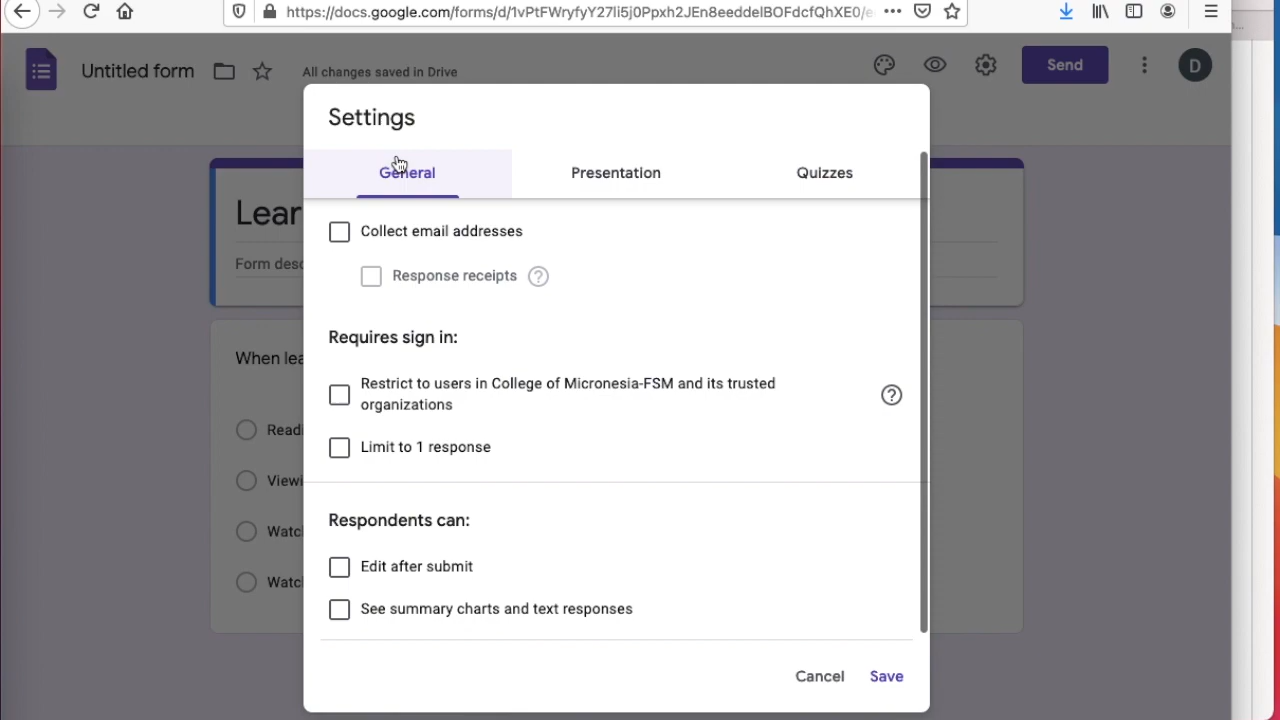 https://docs.google.com/forms/d/1vPtFWryfyY27li5j0Ppxh2JEn8eeddelBOFdcfQhXE0/e
Untitled form
All changes saved in Drive
Send
D
Settings
General
Presentation
Quizzes
Lear
Form desc
Collect email addresses
Response receipts
When lea
Requires sign in:
Restrict to users in College of Micronesia-FSM and its trusted
organizations
Readi
Limit to 1 response
Viewi
Respondents can:
Watc
Edit after submit
Watc
See summary charts and text responses
Cancel
Save